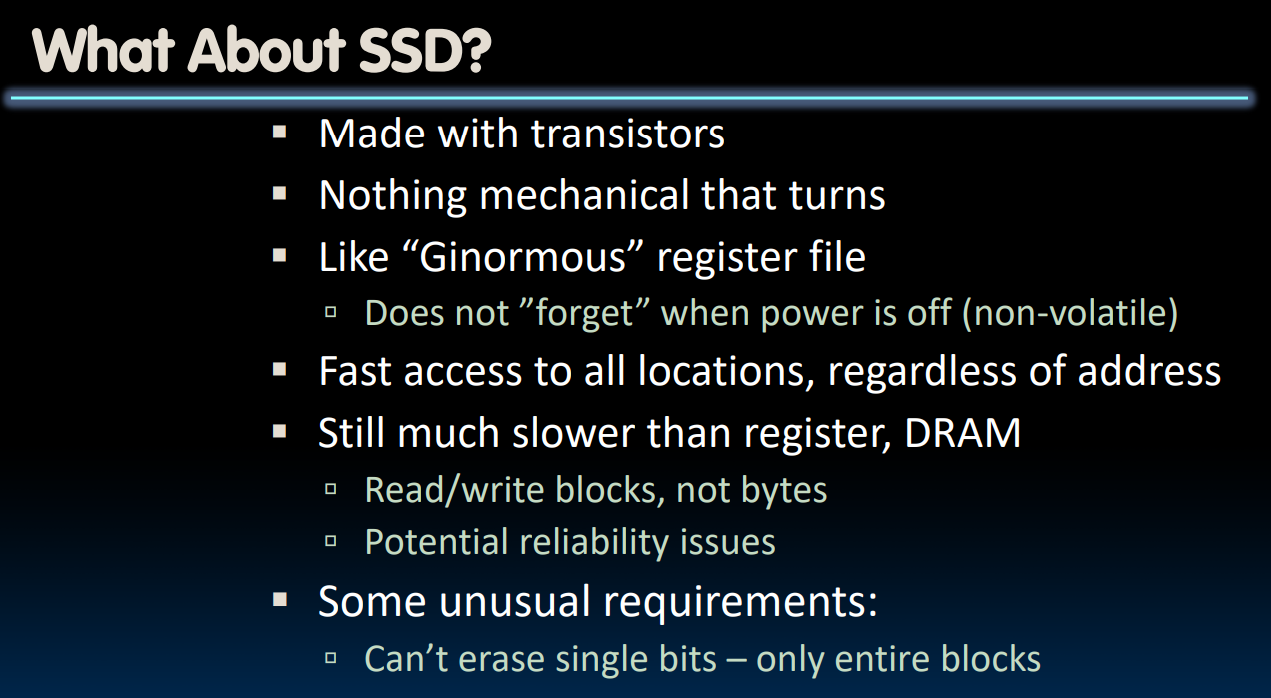 What About SSD?
Made with transistors
Nothing mechanical that turns
Like “Ginormous” register file
Does not ”forget” when power is off (non-volatile)
Fast access to all locations, regardless of address
Still much slower than register, DRAM
Read/write blocks, not bytes
Potential reliability issues
Some unusual requirements:
Can’t erase single bits – only entire blocks